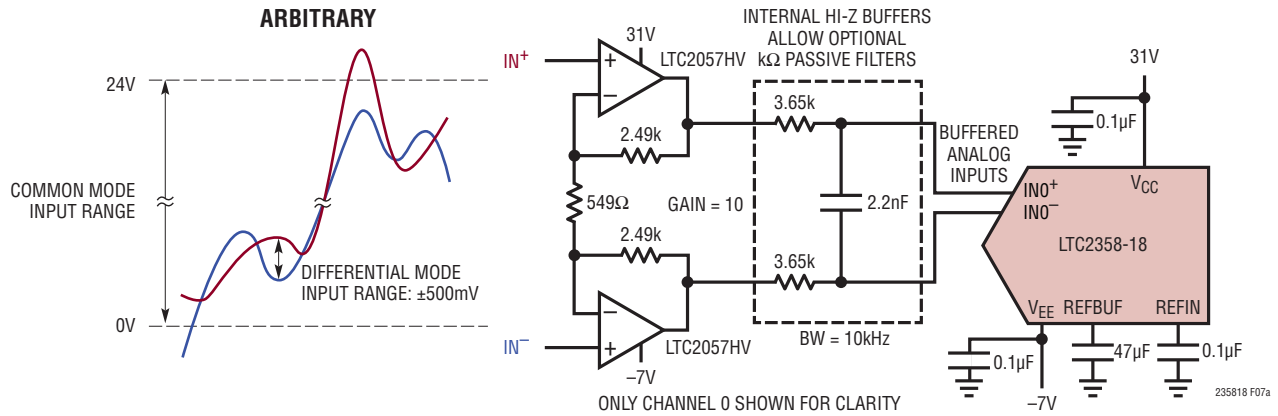 ARBITRARY
24V
COMMON MODE
INPUT RANGE
DIFFERENTIAL MODE
INPUT RANGE: ±500mV
0V
IN+
31V
LTC2057HV
2.49k
549Ω
GAIN = 10
2.49k
IN−
LTC2057HV
−7V
INTERNAL HI-Z BUFFERS
ALLOW OPTIONAL
kΩ PASSIVE FILTERS
3.65k
2.2nF
3.65k
BW = 10kHz
BUFFERED
ANALOG
INPUTS
31V
0.1µF
VCC
IN0+
IN0−
LTC2358-18
VEE
REFBUF
REFIN
0.1µF
47µF
0.1µF
−7V
ONLY CHANNEL 0 SHOWN FOR CLARITY
235818 F07a